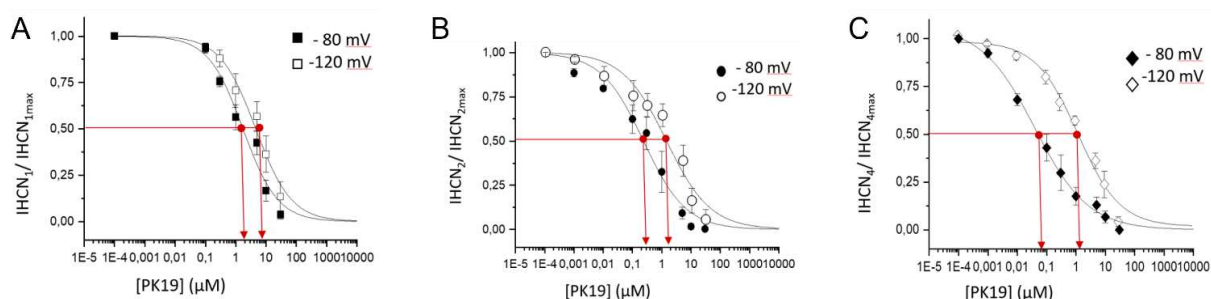 A
IHCN1/ IHCN1max
1,00
0,75
0,50
0,25
0,00
- 80 mV
-120 mV
1E-5 1E-4 0,001 0,01 0,1 1 10 100 1000 10000
[PK19] (µM)
B
IHCN2/ IHCN2max
1,00
0,75
0,50
0,25
0,00
- 80 mV
-120 mV
1E-5 1E-4 0,001 0,01 0,1 1 10 100 1000 10000
[PK19] (µM)
C
IHCN4/ IHCN4max
1,00
0,75
0,50
0,25
0,00
- 80 mV
-120 mV
1E-5 1E-4 0,001 0,01 0,1 1 10 100 1000 10000
[PK19] (µM)